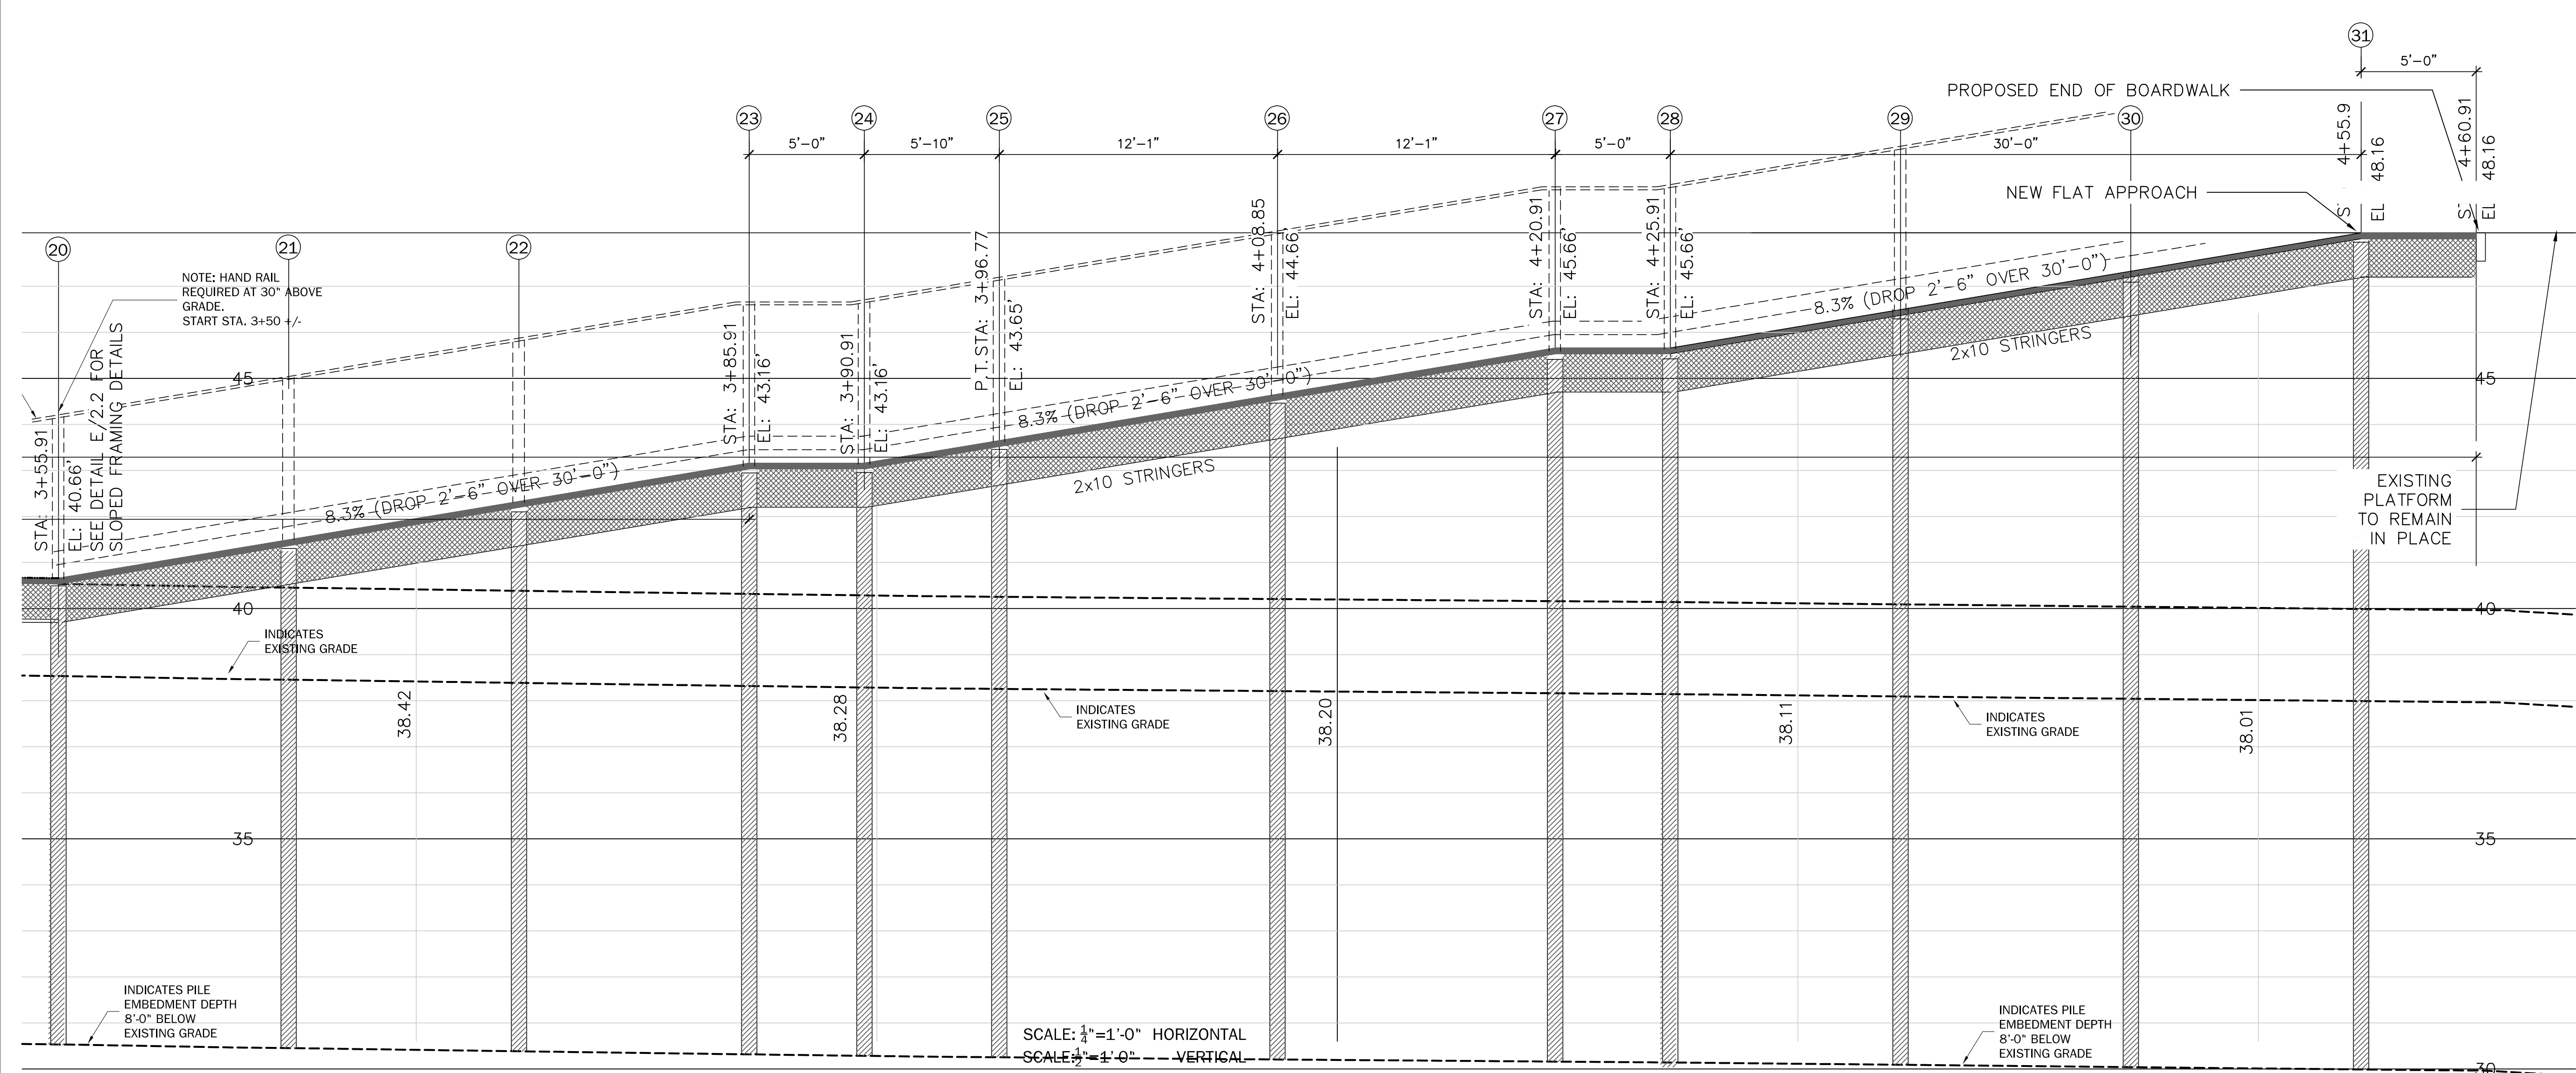 31
5'-0"
PROPOSED END OF BOARDWALK
20
21
22
23
24
25
26
27
28
29
30
5'-0"
5'-10"
12'-1"
12'-1"
5'-0"
30'-0"
NEW FLAT APPROACH
NOTE: HAND RAIL
REQUIRED AT 30" ABOVE
GRADE.
START STA. 3+50 +/-
STA: 3+55.91
EL: 40.66'
SEE DETAIL E/2.2 FOR
SLOPED FRAMING DETAILS
STA: 3+85.91
EL: 43.16'
STA: 3+90.91
EL: 43.16'
P.T.STA: 3+96.77
EL: 43.65'
STA: 4+08.85
EL: 44.66'
STA: 4+20.91
EL: 45.66'
STA: 4+25.91
EL: 45.66'
4+55.9
EL 48.16
4+60.91
EL 48.16
8.3% (DROP 2'-6" OVER 30'-0")
8.3% (DROP 2'-6" OVER 30'-0")
8.3% (DROP 2'-6" OVER 30'-0")
2x10 STRINGERS
2x10 STRINGERS
45
45
EXISTING
PLATFORM
TO REMAIN
IN PLACE
40
40
INDICATES
EXISTING GRADE
INDICATES
EXISTING GRADE
INDICATES
EXISTING GRADE
38.42
38.28
38.20
38.11
38.01
35
35
INDICATES PILE
EMBEDMENT DEPTH
8'-0" BELOW
EXISTING GRADE
SCALE: 1/4"=1'-0" HORIZONTAL
SCALE: 1/2"=1'-0" VERTICAL
INDICATES PILE
EMBEDMENT DEPTH
8'-0" BELOW
EXISTING GRADE
30